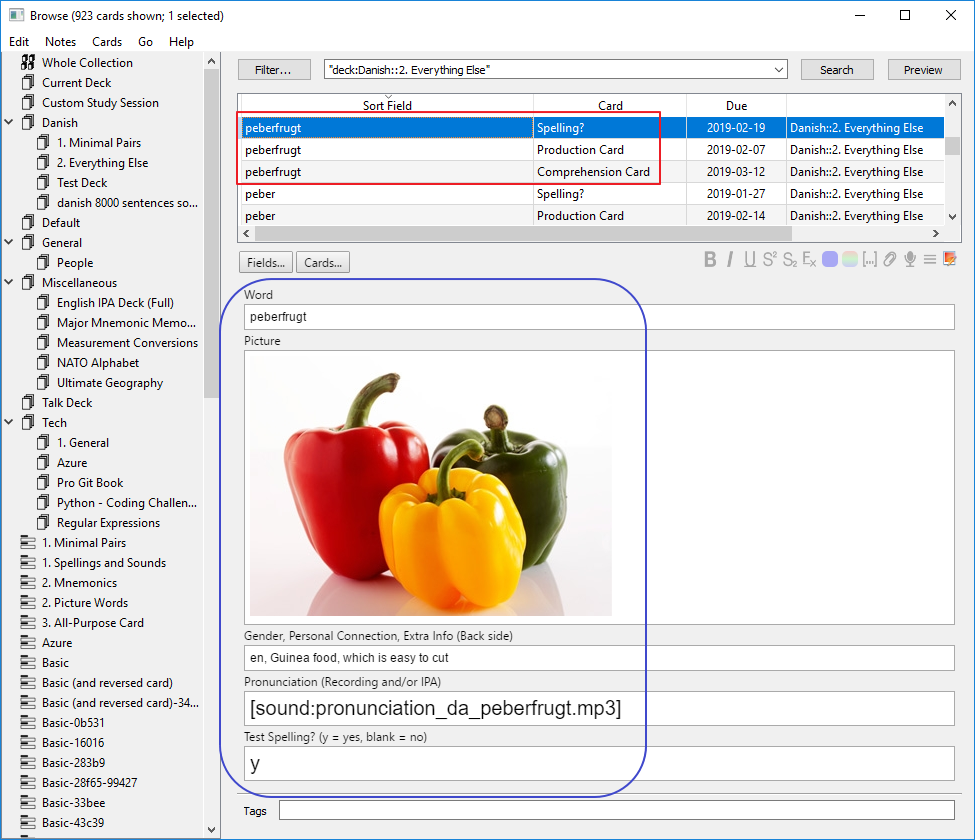 Browse (923 cards shown; 1 selected)
Edit Notes Cards Go Help
Whole Collection
Current Deck
Custom Study Session
Danish
1. Minimal Pairs
2. Everything Else
Test Deck
danish 8000 sentences so...
Default
General
People
Miscellaneous
English IPA Deck (Full)
Major Mnemonic Memo...
Measurement Conversions
NATO Alphabet
Ultimate Geography
Talk Deck
Tech
1. General
Azure
Pro Git Book
Python - Coding Challen...
Regular Expressions
1. Minimal Pairs
1. Spellings and Sounds
2. Mnemonics
2. Picture Words
3. All-Purpose Card
Azure
Basic
Basic (and reversed card)
Basic (and reversed card)-34...
Basic-0b531
Basic-16016
Basic-283b9
Basic-28f65-99427
Basic-33bee
Basic-43c39
Filter... "deck:Danish::2. Everything Else" Search Preview
Sort Field Card Due
peberfrugt Spelling? 2019-02-19 Danish::2. Everything Else
peberfrugt Production Card 2019-02-07 Danish::2. Everything Else
peberfrugt Comprehension Card 2019-03-12 Danish::2. Everything Else
peber Spelling? 2019-01-27 Danish::2. Everything Else
peber Production Card 2019-02-14 Danish::2. Everything Else
Fields... Cards... B I U S² S₂ Ex [...]
Word
peberfrugt
Picture
Gender, Personal Connection, Extra Info (Back side)
en, Guinea food, which is easy to cut
Pronunciation (Recording and/or IPA)
[sound:pronunciation_da_peberfrugt.mp3]
Test Spelling? (y = yes, blank = no)
y
Tags